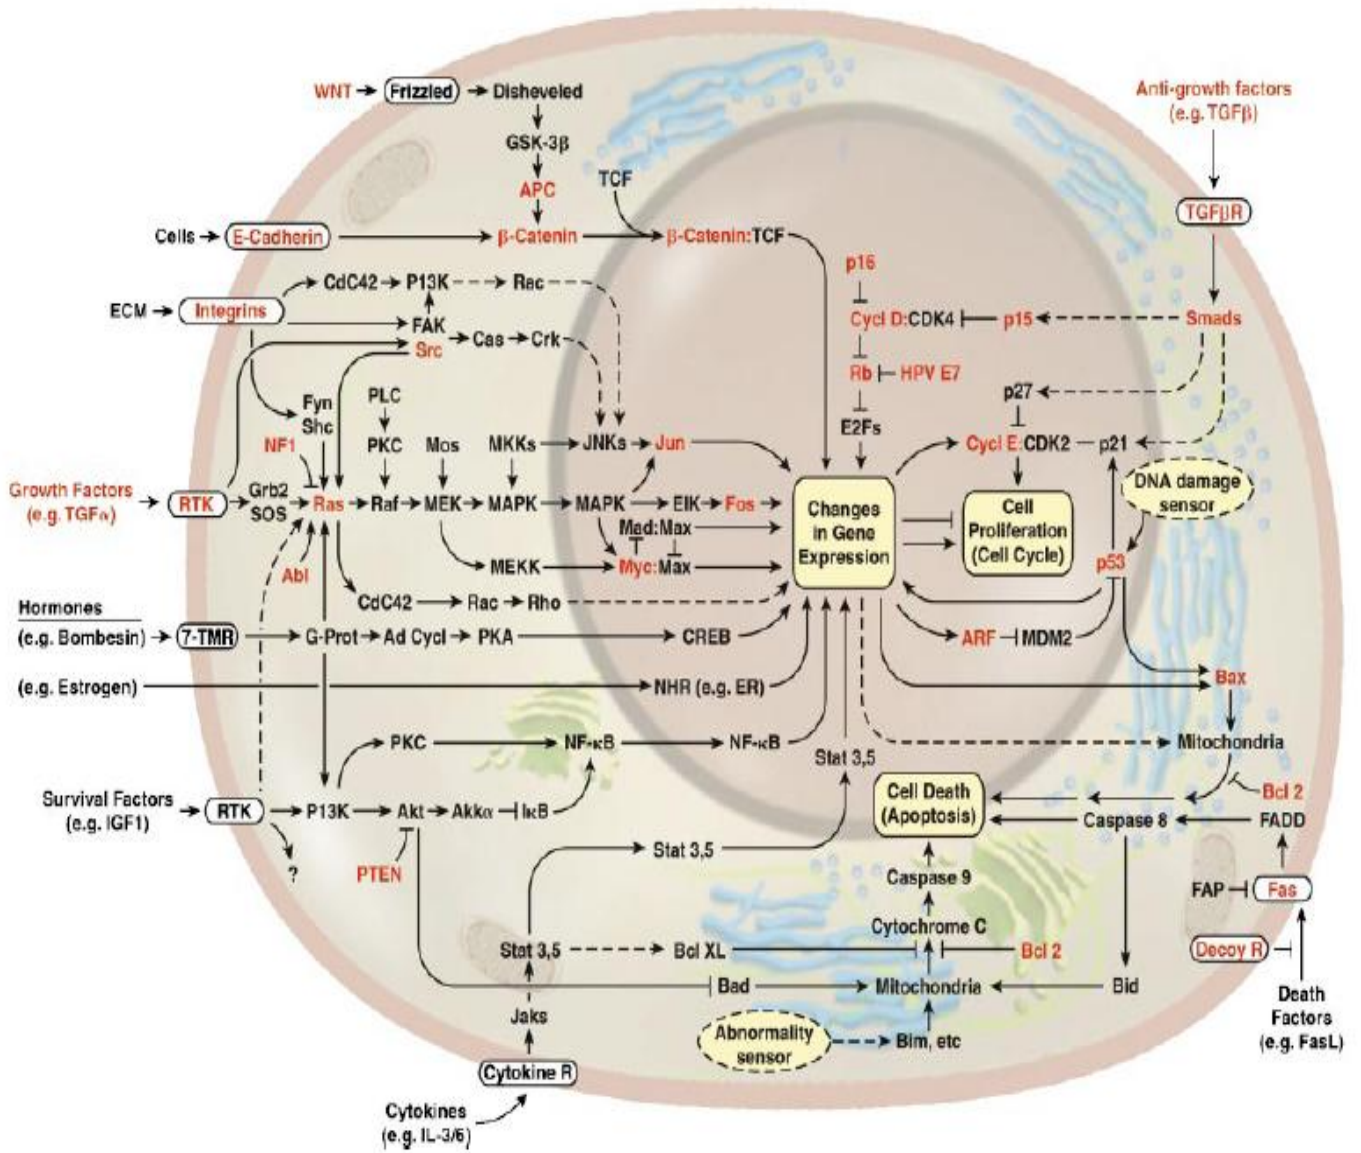 WNT
Frizzled
Disheveled
GSK-3β
APC
TCF
Anti-growth factors
(e.g. TGFβ)
TGFβR
Cells
E-Cadherin
β-Catenin
β-Catenin:TCF
p16
CdC42
P13K
Rac
ECM
Integrins
FAK
Src
Cas
Crk
Cycl D:CDK4
p15
Smads
Rb
HPV E7
p27
PLC
Fyn
Shc
E2Fs
NF1
PKC
Mos
MKKs
JNKs
Jun
Cycl E:CDK2
p21
Growth Factors
(e.g. TGFα)
RTK
Grb2
SOS
Ras
Raf
MEK
MAPK
MAPK
ElK
Fos
Changes
in Gene
Expression
Cell
Proliferation
(Cell Cycle)
DNA damage
sensor
Mad:Max
Abl
MEKK
Myc:Max
p53
CdC42
Rac
Rho
Hormones
(e.g. Bombesin)
7-TMR
G-Prot
Ad Cycl
PKA
CREB
ARF
MDM2
(e.g. Estrogen)
NHR (e.g. ER)
Bax
PKC
NF-κB
NF-κB
Stat 3,5
Mitochondria
Survival Factors
(e.g. IGF1)
RTK
P13K
Akt
Akkα
IκB
Cell Death
(Apoptosis)
Bcl 2
Caspase 8
FADD
?
PTEN
Stat 3,5
Caspase 9
FAP
Fas
Cytochrome C
Stat 3,5
Bcl XL
Bcl 2
Decoy R
Bad
Mitochondria
Bid
Death
Factors
(e.g. FasL)
Jaks
Abnormality
sensor
Bim, etc
Cytokine R
Cytokines
(e.g. IL-3/6)